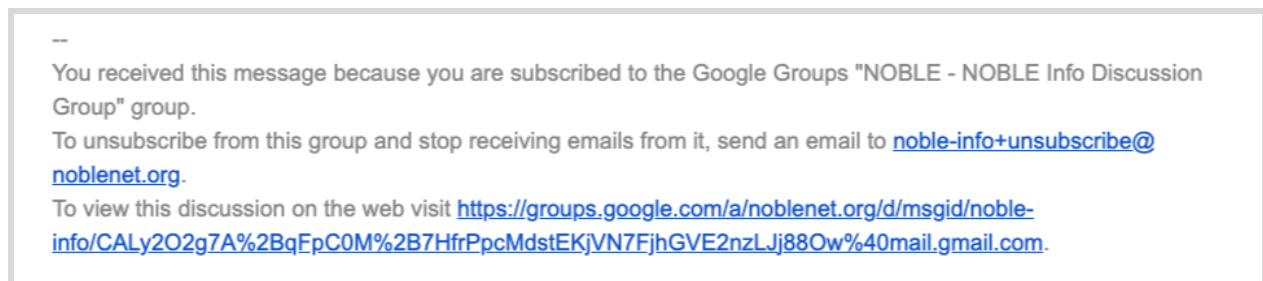 --
You received this message because you are subscribed to the Google Groups "NOBLE - NOBLE Info Discussion
Group" group.
To unsubscribe from this group and stop receiving emails from it, send an email to noble-info+unsubscribe@
noblenet.org.
To view this discussion on the web visit https://groups.google.com/a/noblenet.org/d/msgid/noble-
info/CALy2O2g7A%2BqFpC0M%2B7HfrPpcMdstEKjVN7FjhGVE2nzLJj88Ow%40mail.gmail.com.